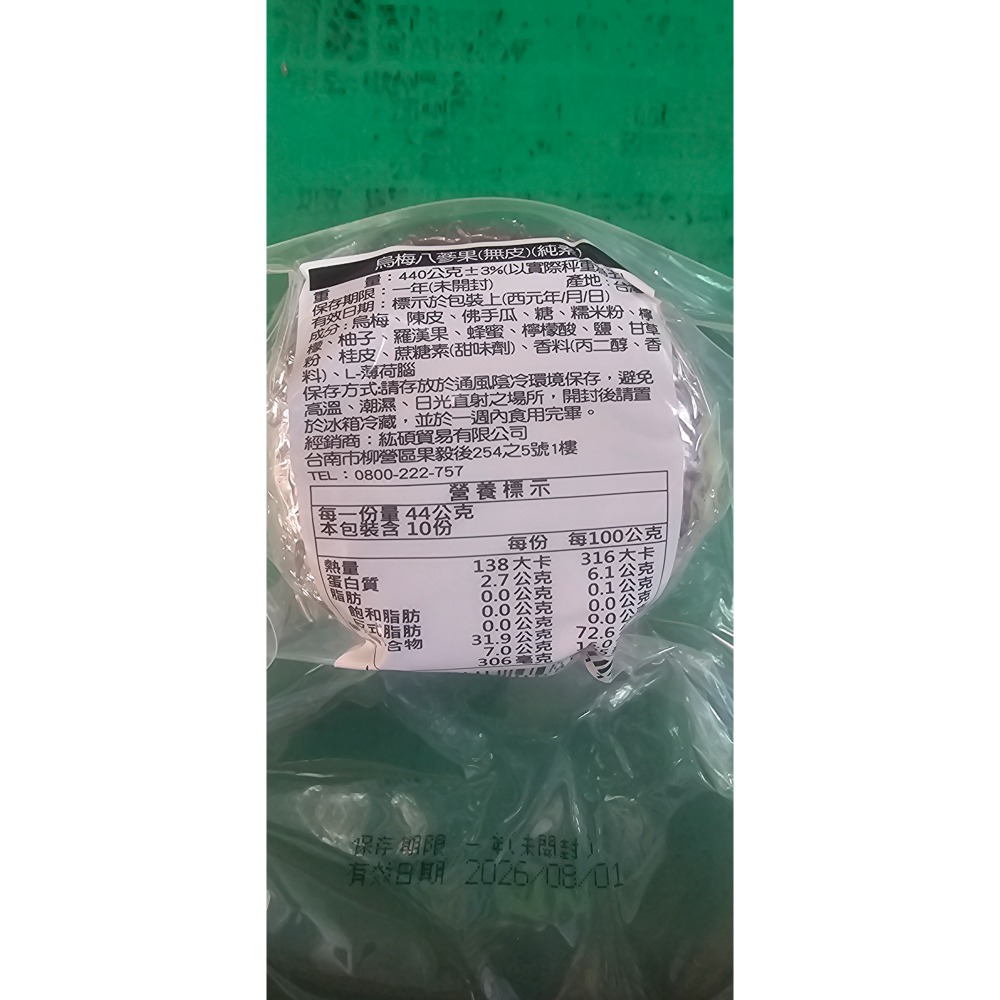 烏梅八蔘果(無皮)(純素)
重 量：440公克±3%(以實際秤重為主)
保存期限：一年(未開封) 產地：台灣
有效日期：標示於包裝上(西元年/月/日)
成分：烏梅、陳皮、佛手瓜、糖、糯米粉、檸
檬、柚子、羅漢果、蜂蜜、檸檬酸、鹽、甘草
粉、桂皮、蔗糖素(甜味劑)、香料(丙二醇、香
料)、L-薄荷腦
保存方式:請存放於通風陰冷環境保存，避免
高溫、潮濕、日光直射之場所，開封後請置
於冰箱冷藏，並於一週內食用完畢。
經銷商：紘碩貿易有限公司
台南市柳營區果毅後254之5號1樓
TEL：0800-222-757
營養標示
每一份量 44公克
本包裝含 10份
每份 每100公克
熱量 138大卡 316大卡
蛋白質 2.7公克 6.1公克
脂肪 0.0公克 0.1公克
飽和脂肪 0.0公克 0.0公克
式脂肪 0.0公克 0.0公
含物 31.9公克 72.6
7.0公克
306毫克
保存期限 一年(未開封)
有效日期 2026/08/01